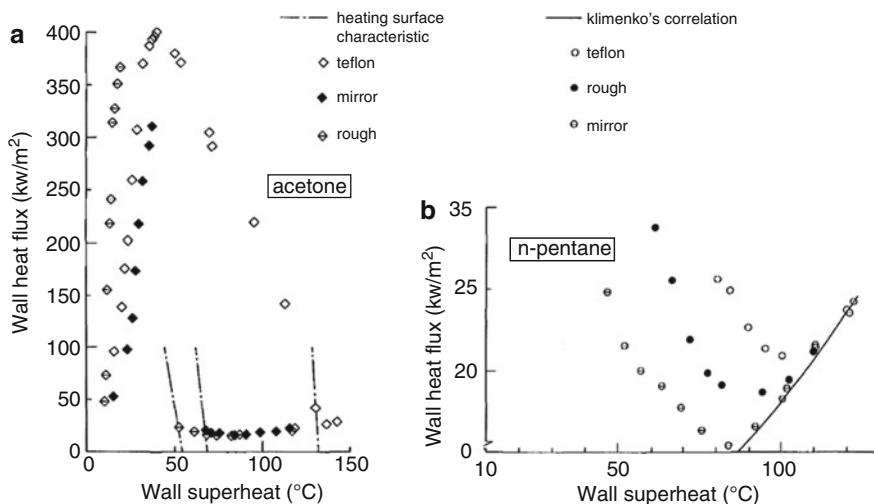 a
heating surface
characteristic
teflon
mirror
rough
acetone
Wall heat flux (kw/m²)
400
350
300
250
200
150
100
50
0
0
50
100
150
Wall superheat (°C)
klimenko's correlation
teflon
rough
mirror
b
n-pentane
Wall heat flux (kw/m²)
35
25
20
0
10
50
100
Wall superheat (°C)